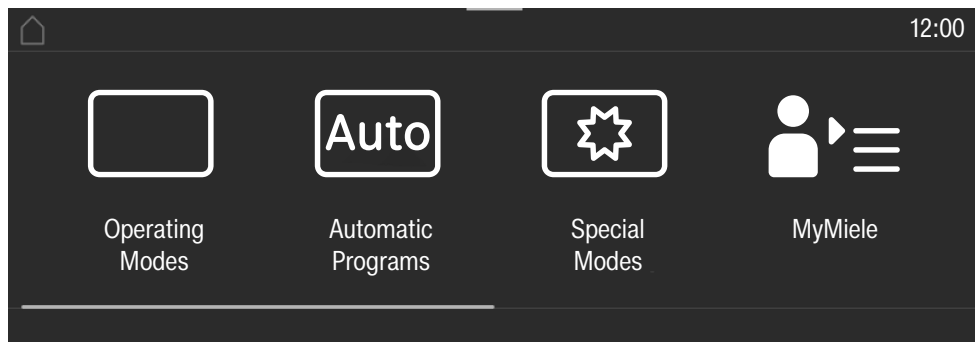 12:00
Auto
Operating
Modes
Automatic
Programs
Special
Modes
MyMiele